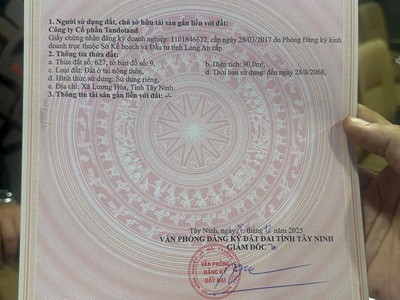 1. Người sử dụng đất, chủ sở hữu tài sản gắn liền với đất:
Công ty Cổ phần Tandoland
Giấy chứng nhận đăng ký doanh nghiệp: 1101846672, cấp ngày 28/03/2017 do Phòng Đăng ký kinh
doanh trực thuộc Sở Kế hoạch và Đầu tư tỉnh Long An cấp
2. Thông tin thửa đất:
a. Thửa đất số: 627; tờ bản đồ số: 9,
b. Diện tích: 90,0m²,
c. Loại đất: Đất ở tại nông thôn,
d. Thời hạn sử dụng: đến ngày 28/8/2068,
đ. Hình thức sử dụng: Sử dụng riêng,
e. Địa chỉ: Xã Lương Hòa, Tỉnh Tây Ninh.
3. Thông tin tài sản gắn liền với đất: -/-
Tây Ninh, ngày tháng năm 2025
VĂN PHÒNG ĐĂNG KÝ ĐẤT ĐAI TỈNH TÂY NINH
GIÁM ĐỐC
VĂN PHÒNG
ĐĂNG KÝ
ĐẤT ĐAI